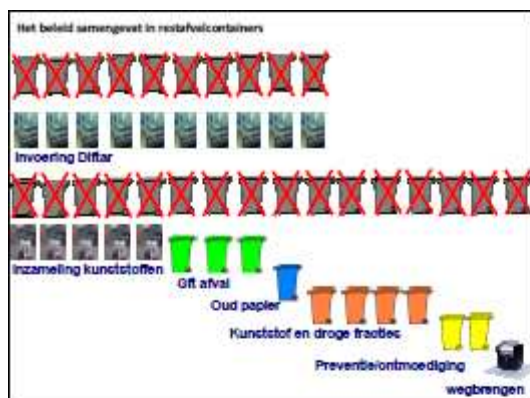 Het beleid samengevat in restafvalcontainers
Invoering Diftar
Inzameling kunststoffen
Gft afval
Oud papier
Kunststof en droge fracties
Preventie/ontmoediging
wegbrengen